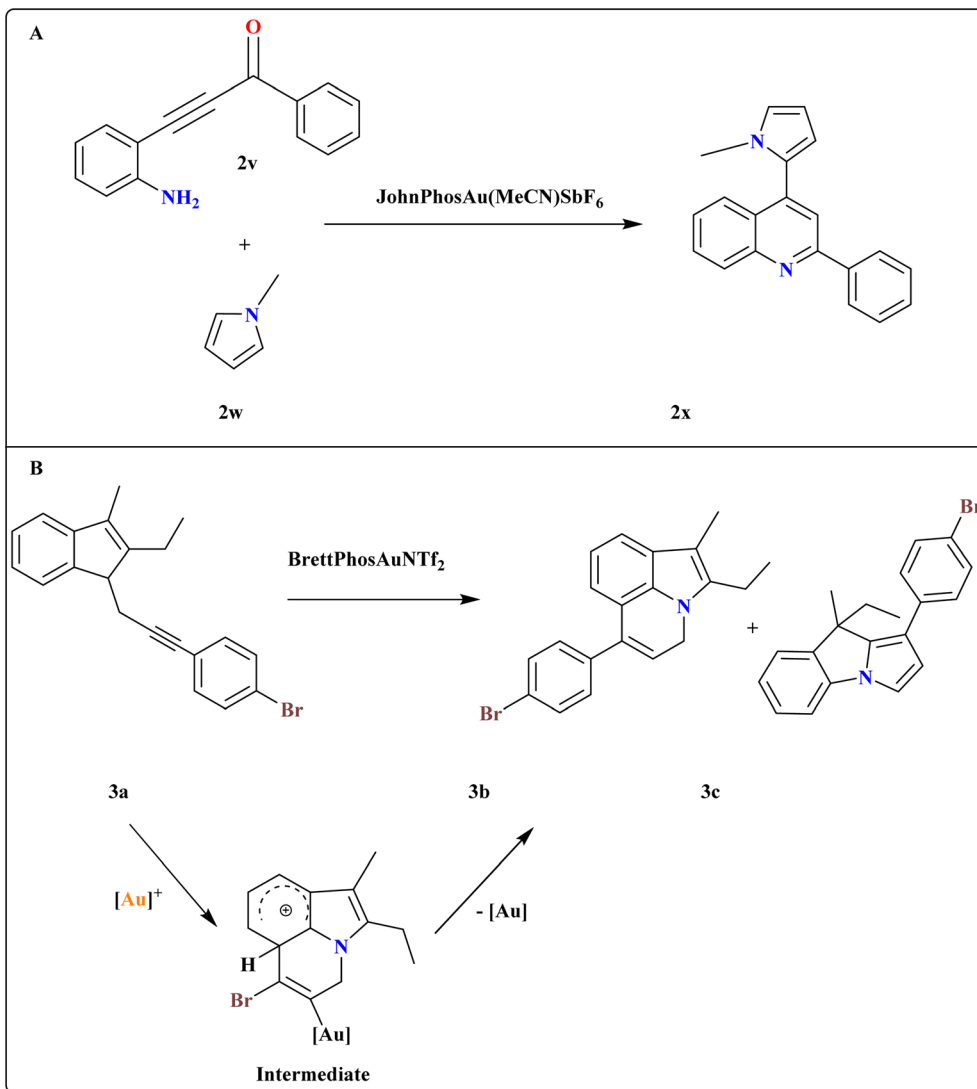 A
O
2v
NH2
JohnPhosAu(MeCN)SbF6
+
N
N
N
2w
2x
B
Br
BrettPhosAuNTf2
N
+
N
Br
Br
3a
3b
3c
[Au]+
⊕
- [Au]
N
H
Br
[Au]
Intermediate